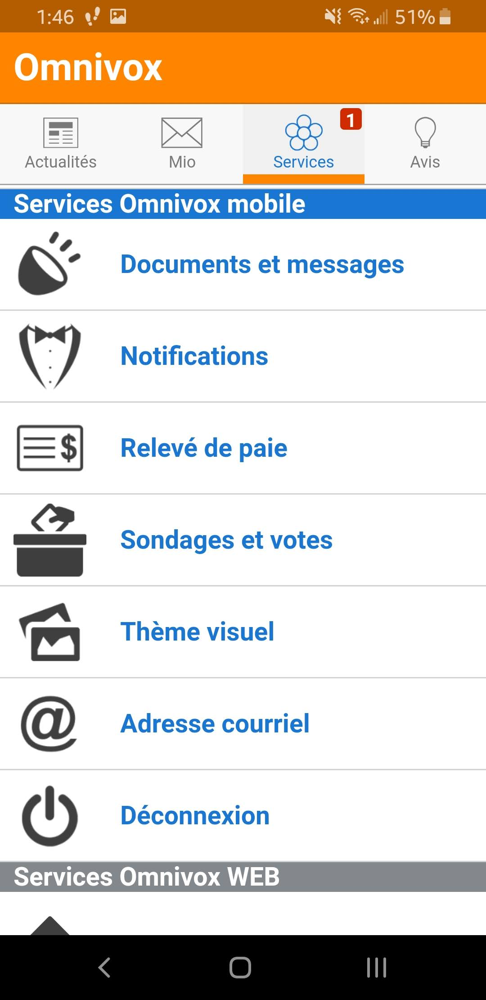 1:46 51%
Omnivox
1
Actualités Mio Services Avis
Services Omnivox mobile
Documents et messages
Notifications
Relevé de paie
Sondages et votes
Thème visuel
Adresse courriel
Déconnexion
Services Omnivox WEB